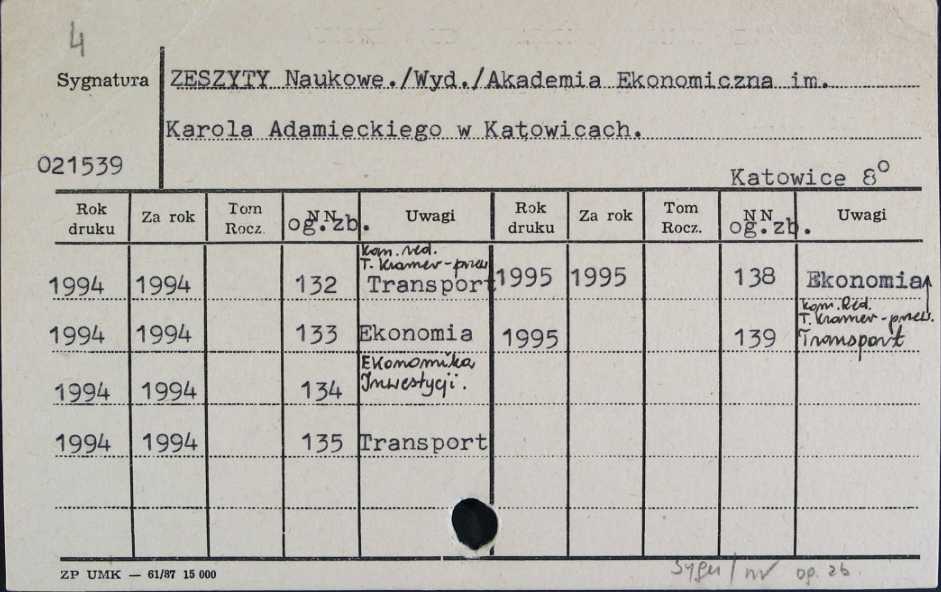 4
Sygnatura ZESZYTY Naukowe./Wyd./Akademia Ekonomiczna im.
Karola Adamieckiego w Katowicach.
021539
Katowice 8°
Rok druku Za rok Tom Rocz. NN og.zb. Uwagi Rok druku Za rok Tom Rocz. NN og.zb. Uwagi
kom. red.
T. Kramer-przew
1994 1994 132 Transport 1995 1995 138 Ekonomia
kom. Red.
T. Kramer-przew.
1994 1994 133 Ekonomia 1995 139 Transport
Ekonomika
1994 1994 134 Inwestycji.
1994 1994 135 Transport
ZP UMK — 61/87 15 000
nr og. zb.